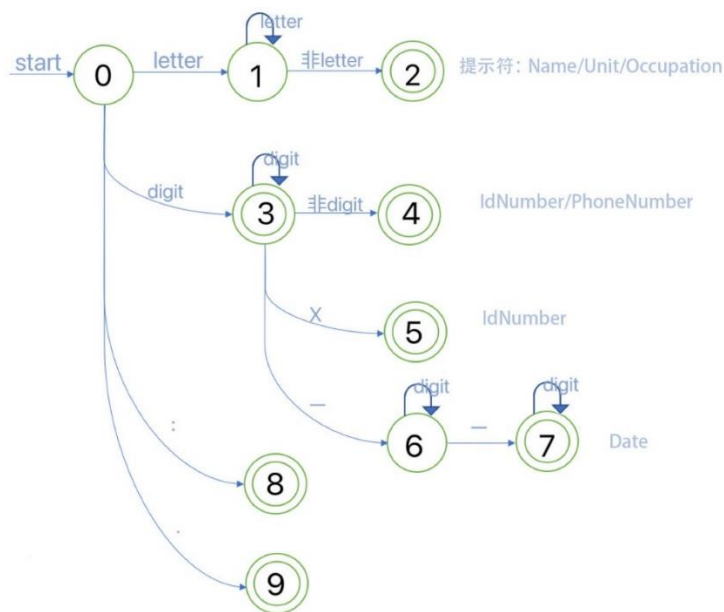 letter
start 0 letter 1 非letter 2 提示符：Name/Unit/Occupation
digit
digit 3 非digit 4 IdNumber/PhoneNumber
X 5 IdNumber
digit digit
— 6 — 7 Date
: 8
. 9